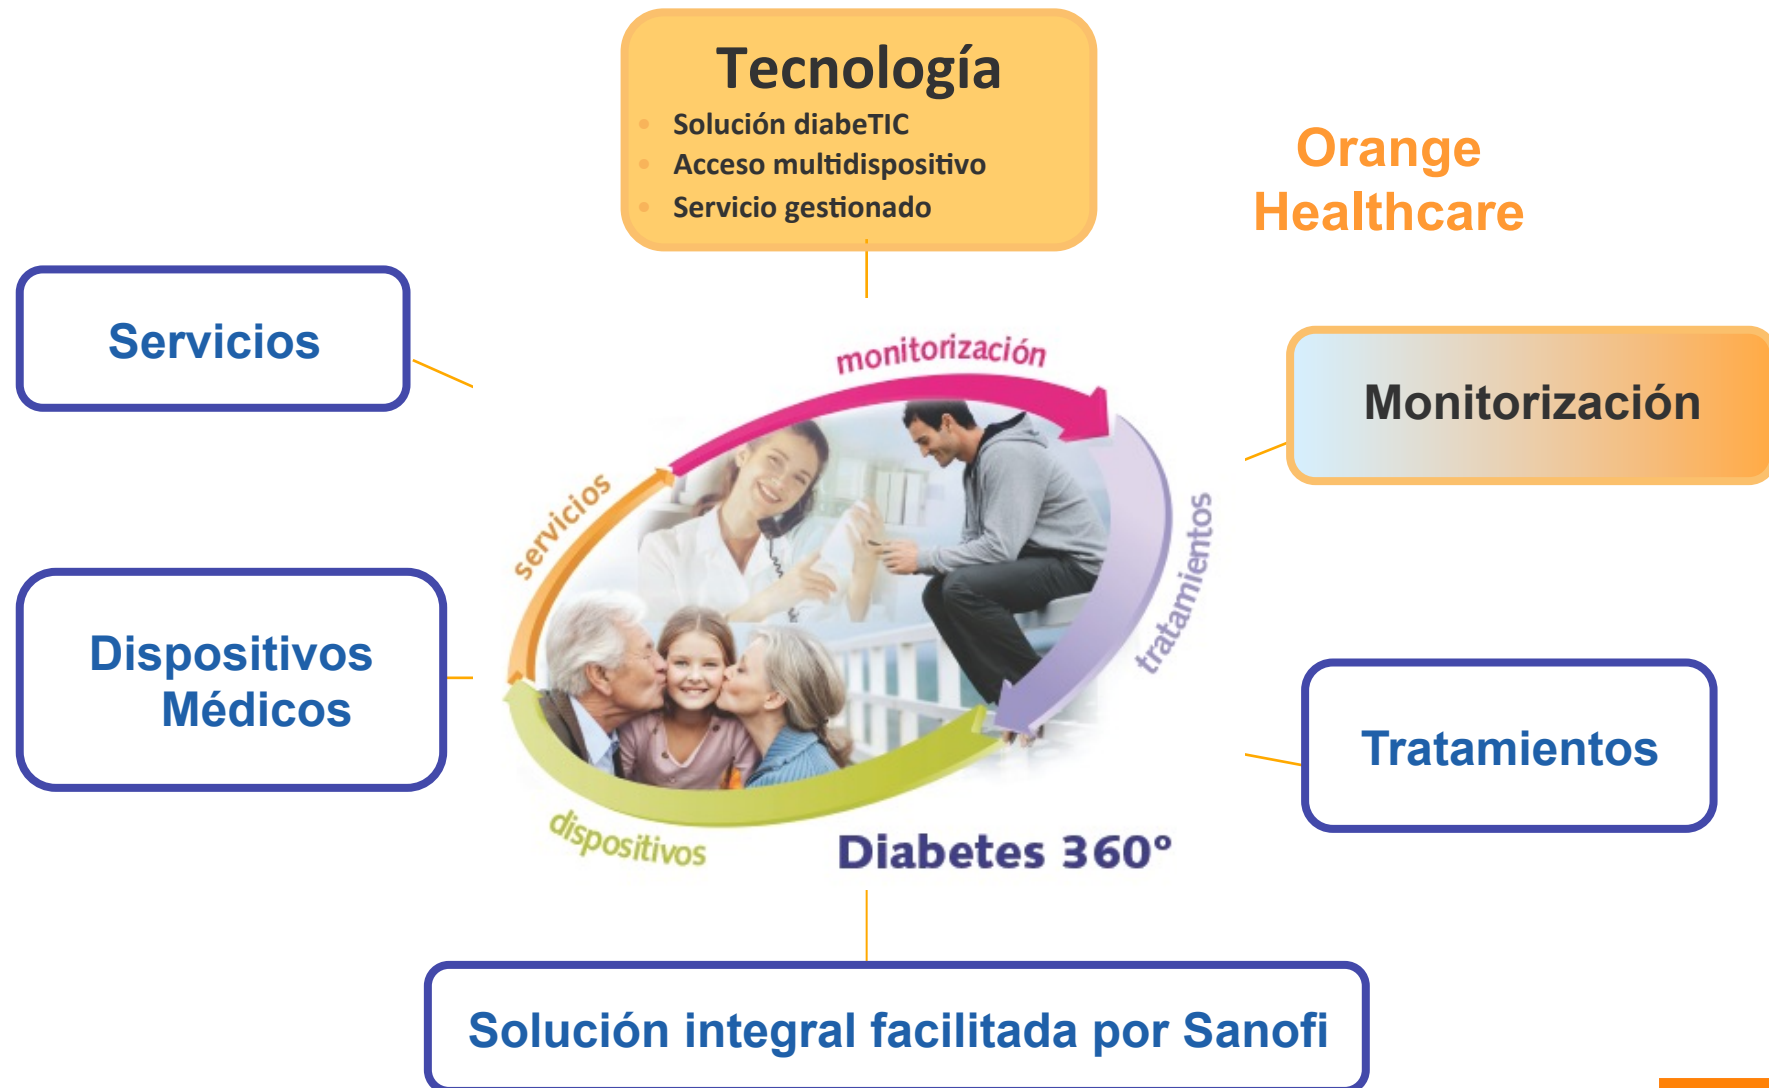 Tecnología
• Solución diabeTIC
• Acceso multidispositivo
• Servicio gestionado
Orange
Healthcare
Servicios
Monitorización
monitorización
servicios
tratamientos
Dispositivos
Médicos
Tratamientos
dispositivos
Diabetes 360º
Solución integral facilitada por Sanofi